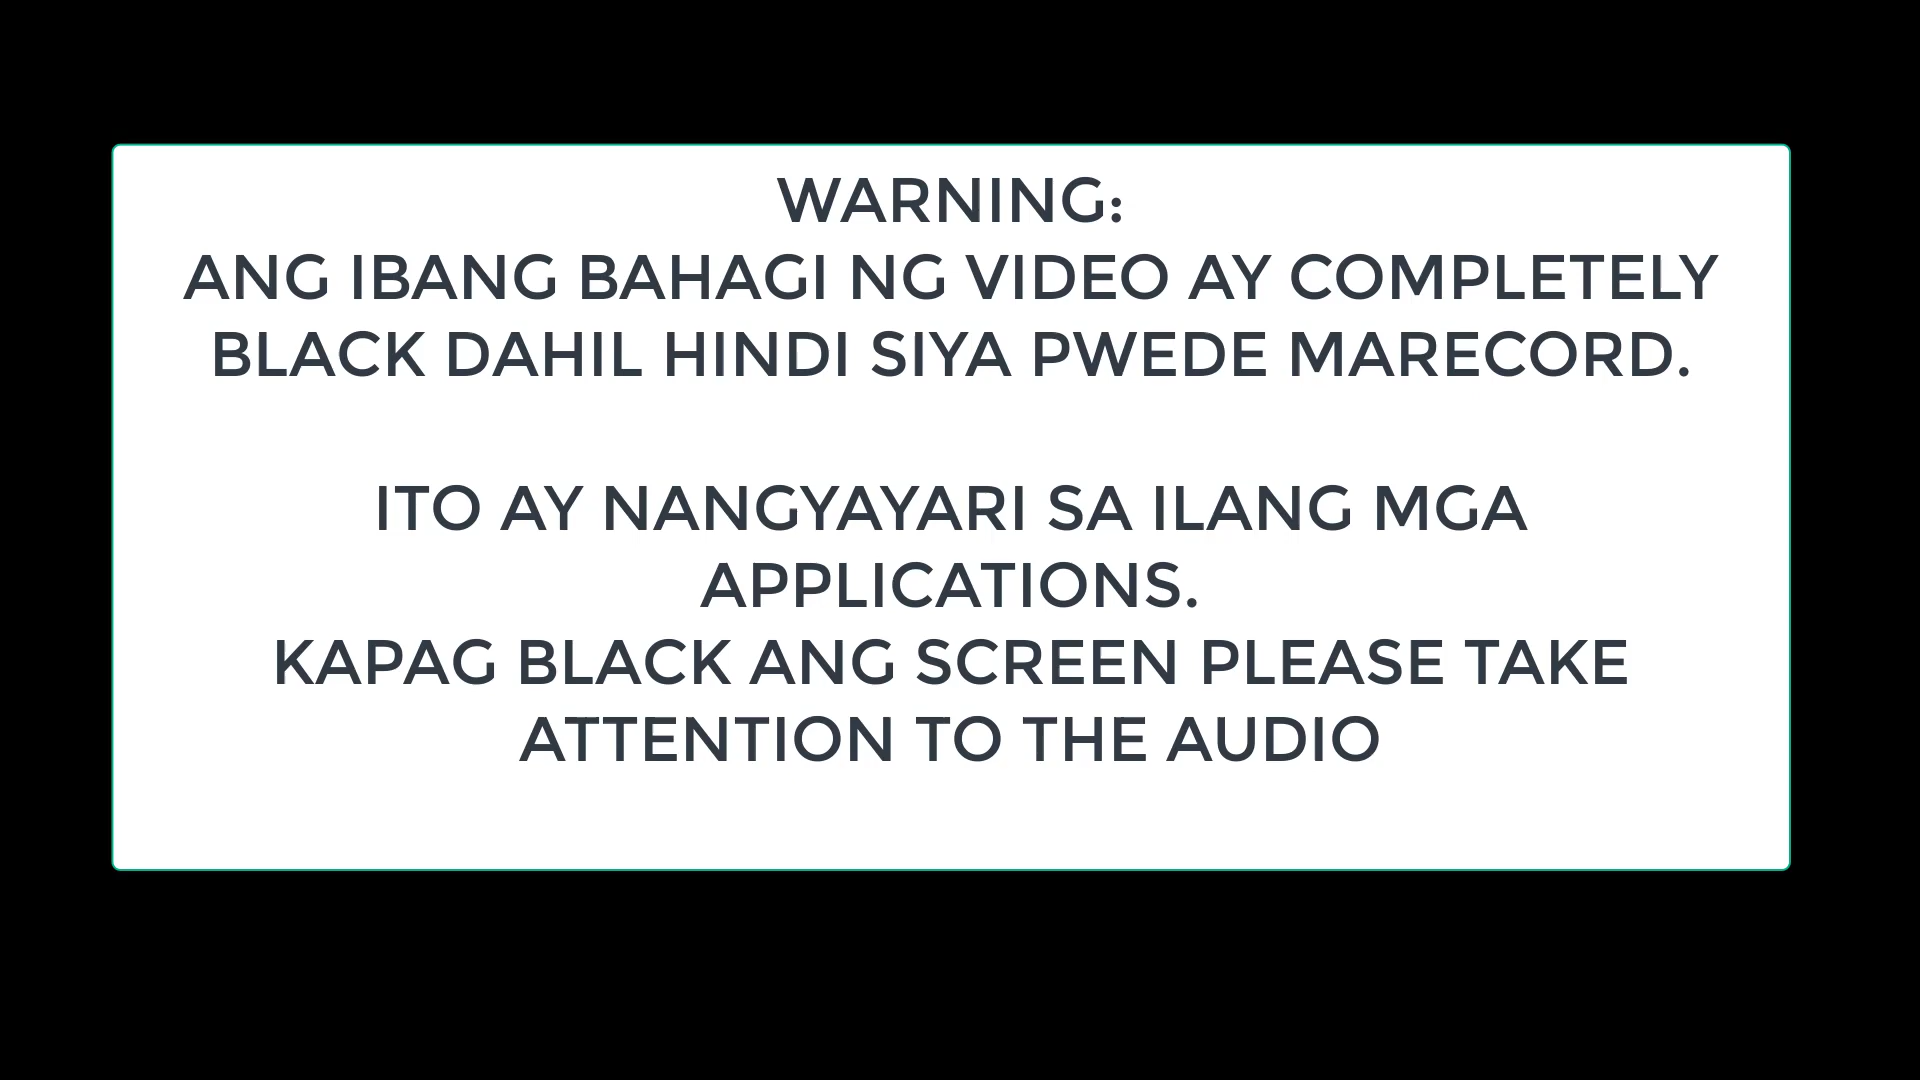 WARNING:
ANG IBANG BAHAGI NG VIDEO AY COMPLETELY
BLACK DAHIL HINDI SIYA PWEDE MARECORD.
ITO AY NANGYAYARI SA ILANG MGA
APPLICATIONS.
KAPAG BLACK ANG SCREEN PLEASE TAKE
ATTENTION TO THE AUDIO